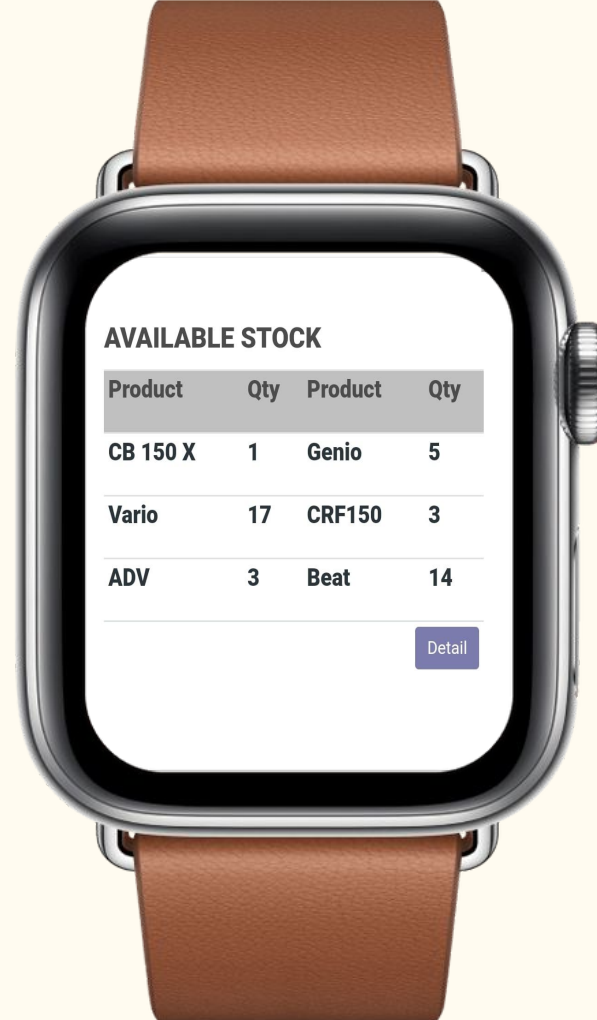 AVAILABLE STOCK
Product Qty Product Qty
CB 150 X 1 Genio 5
Vario 17 CRF150 3
ADV 3 Beat 14
Detail